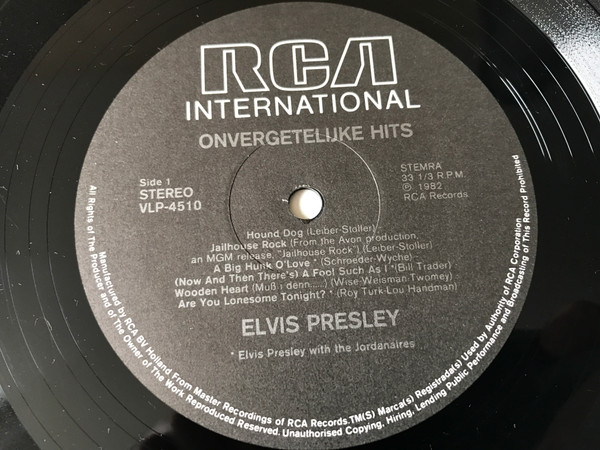 RCA
INTERNATIONAL
ONVERGETELIJKE HITS
Side 1
STEREO
VLP-4510
STEMRA
33 1/3 R.P.M.
℗ 1982
RCA Records
Hound Dog (Leiber-Stoller)
Jailhouse Rock (From the Avon production,
an MGM release, "Jailhouse Rock") (Leiber-Stoller)
A Big Hunk O'Love * (Schroeder-Wyche)
(Now And Then There's) A Fool Such As I *(Bill Trader)
Wooden Heart (Muß i denn.....) (Wise-Weisman-Twomey)
Are You Lonesome Tonight? * (Roy Turk-Lou Handman)
ELVIS PRESLEY
* Elvis Presley with the Jordanaires
Manufactured by RCA BV Holland From Master Recordings of RCA Records.TM(S) Marca(s) Registrada(s) Used by Authority of RCA Corporation
All Rights of The Producer and of The Owner of The Work Reproduced Reserved. Unauthorised Copying, Hiring, Lending Public Performance and Broadcasting of This Record Prohibited